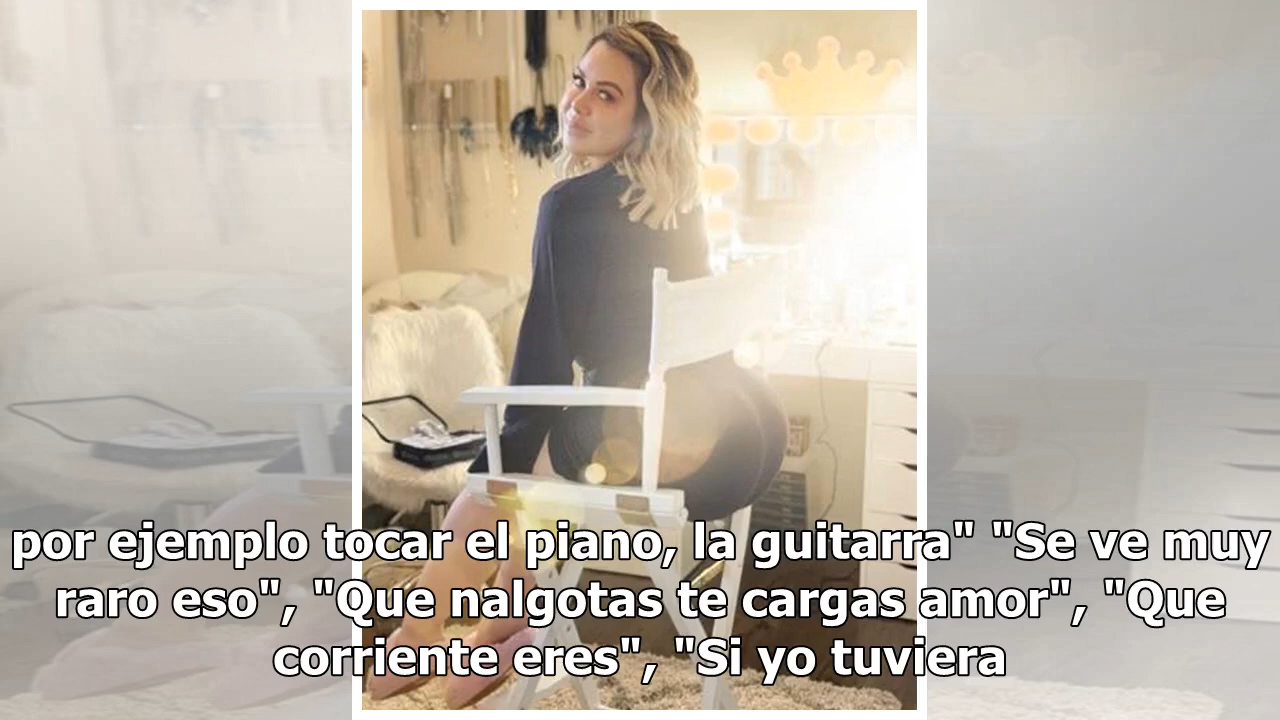 por ejemplo tocar el piano, la guitarra" "Se ve muy
raro eso", "Que nalgotas te cargas amor", "Que
corriente eres", "Si yo tuviera